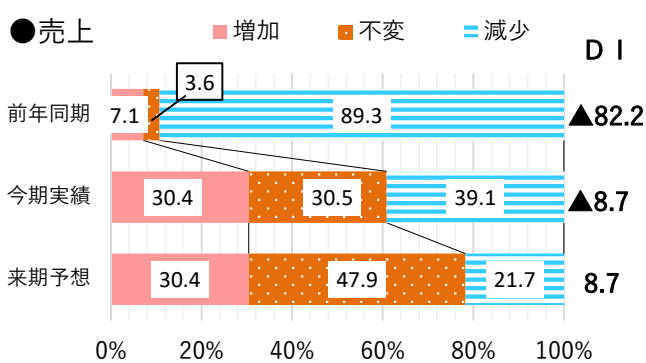 ●売上
増加 不変 減少
ＤＩ
3.6
前年同期 7.1 89.3 ▲82.2
今期実績 30.4 30.5 39.1 ▲8.7
来期予想 30.4 47.9 21.7 8.7
0% 20% 40% 60% 80% 100%